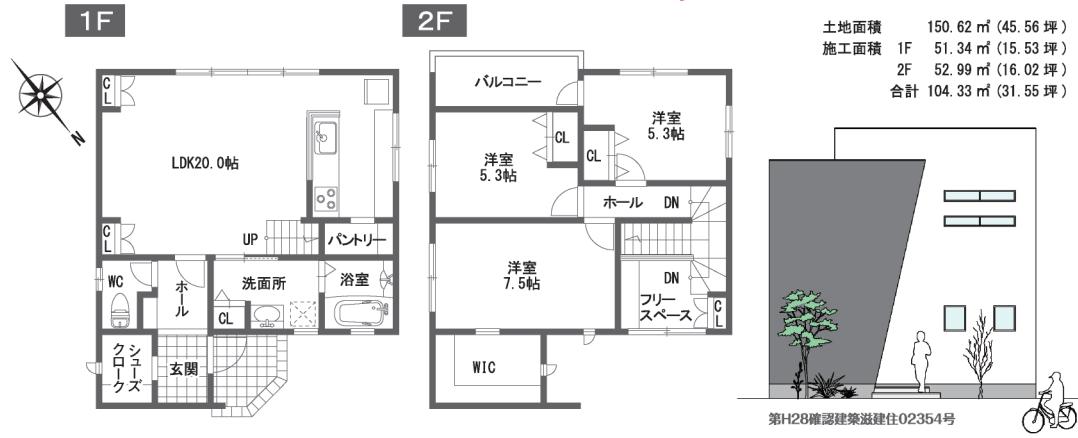 1F
2F
土地面積 150.62㎡(45.56坪)
施工面積 1F 51.34㎡(15.53坪)
2F 52.99㎡(16.02坪)
合計 104.33㎡(31.55坪)
N
CL
LDK20.0帖
CL
UP
パントリー
WC
ホール
洗面所
浴室
CL
シューズ
クローク
玄関
バルコニー
洋室
5.3帖
CL
洋室
5.3帖
CL
ホール
DN
洋室
7.5帖
DN
フリー
スペース
CL
WIC
第H28確認建築滋建住02354号